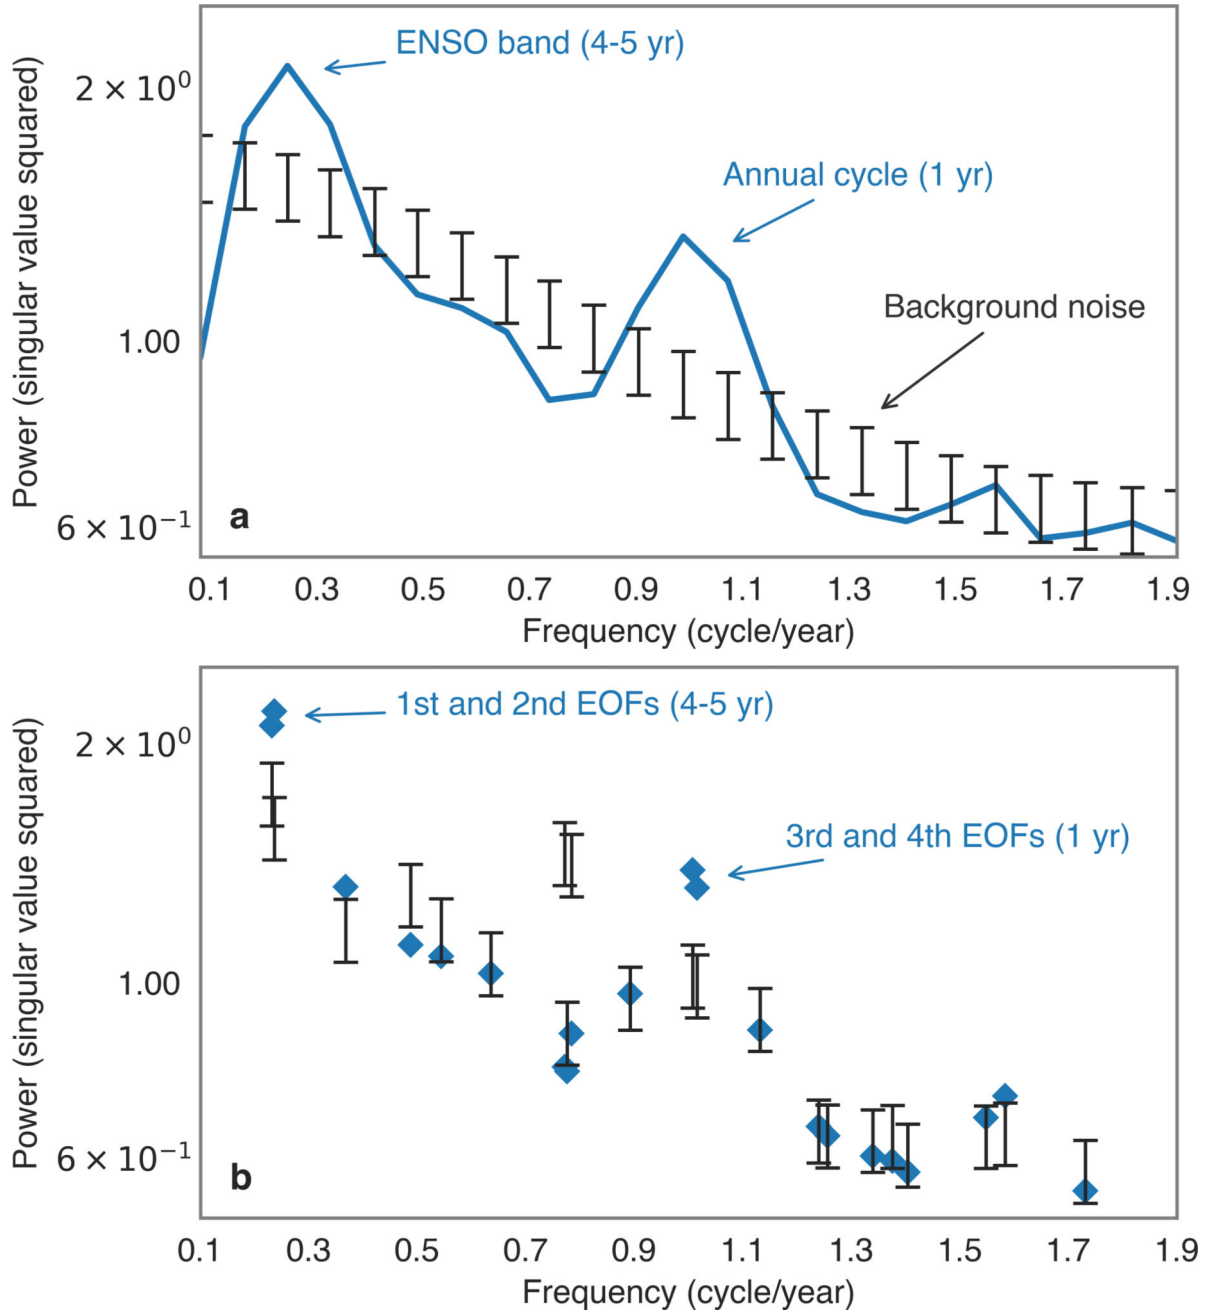 ENSO band (4-5 yr)
2 × 10⁰
Annual cycle (1 yr)
Background noise
1.00
6 × 10⁻¹
Power (singular value squared)
a
0.1 0.3 0.5 0.7 0.9 1.1 1.3 1.5 1.7 1.9
Frequency (cycle/year)
1st and 2nd EOFs (4-5 yr)
2 × 10⁰
3rd and 4th EOFs (1 yr)
1.00
6 × 10⁻¹
Power (singular value squared)
b
0.1 0.3 0.5 0.7 0.9 1.1 1.3 1.5 1.7 1.9
Frequency (cycle/year)